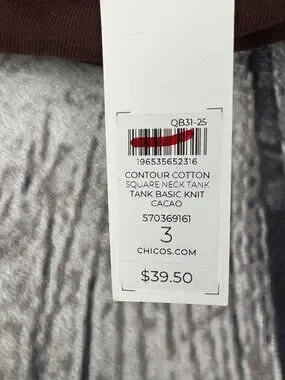 QB31-25
196535652316
CONTOUR COTTON
SQUARE NECK TANK
TANK BASIC KNIT
CACAO
570369161
3
CHICOS.COM
$39.50